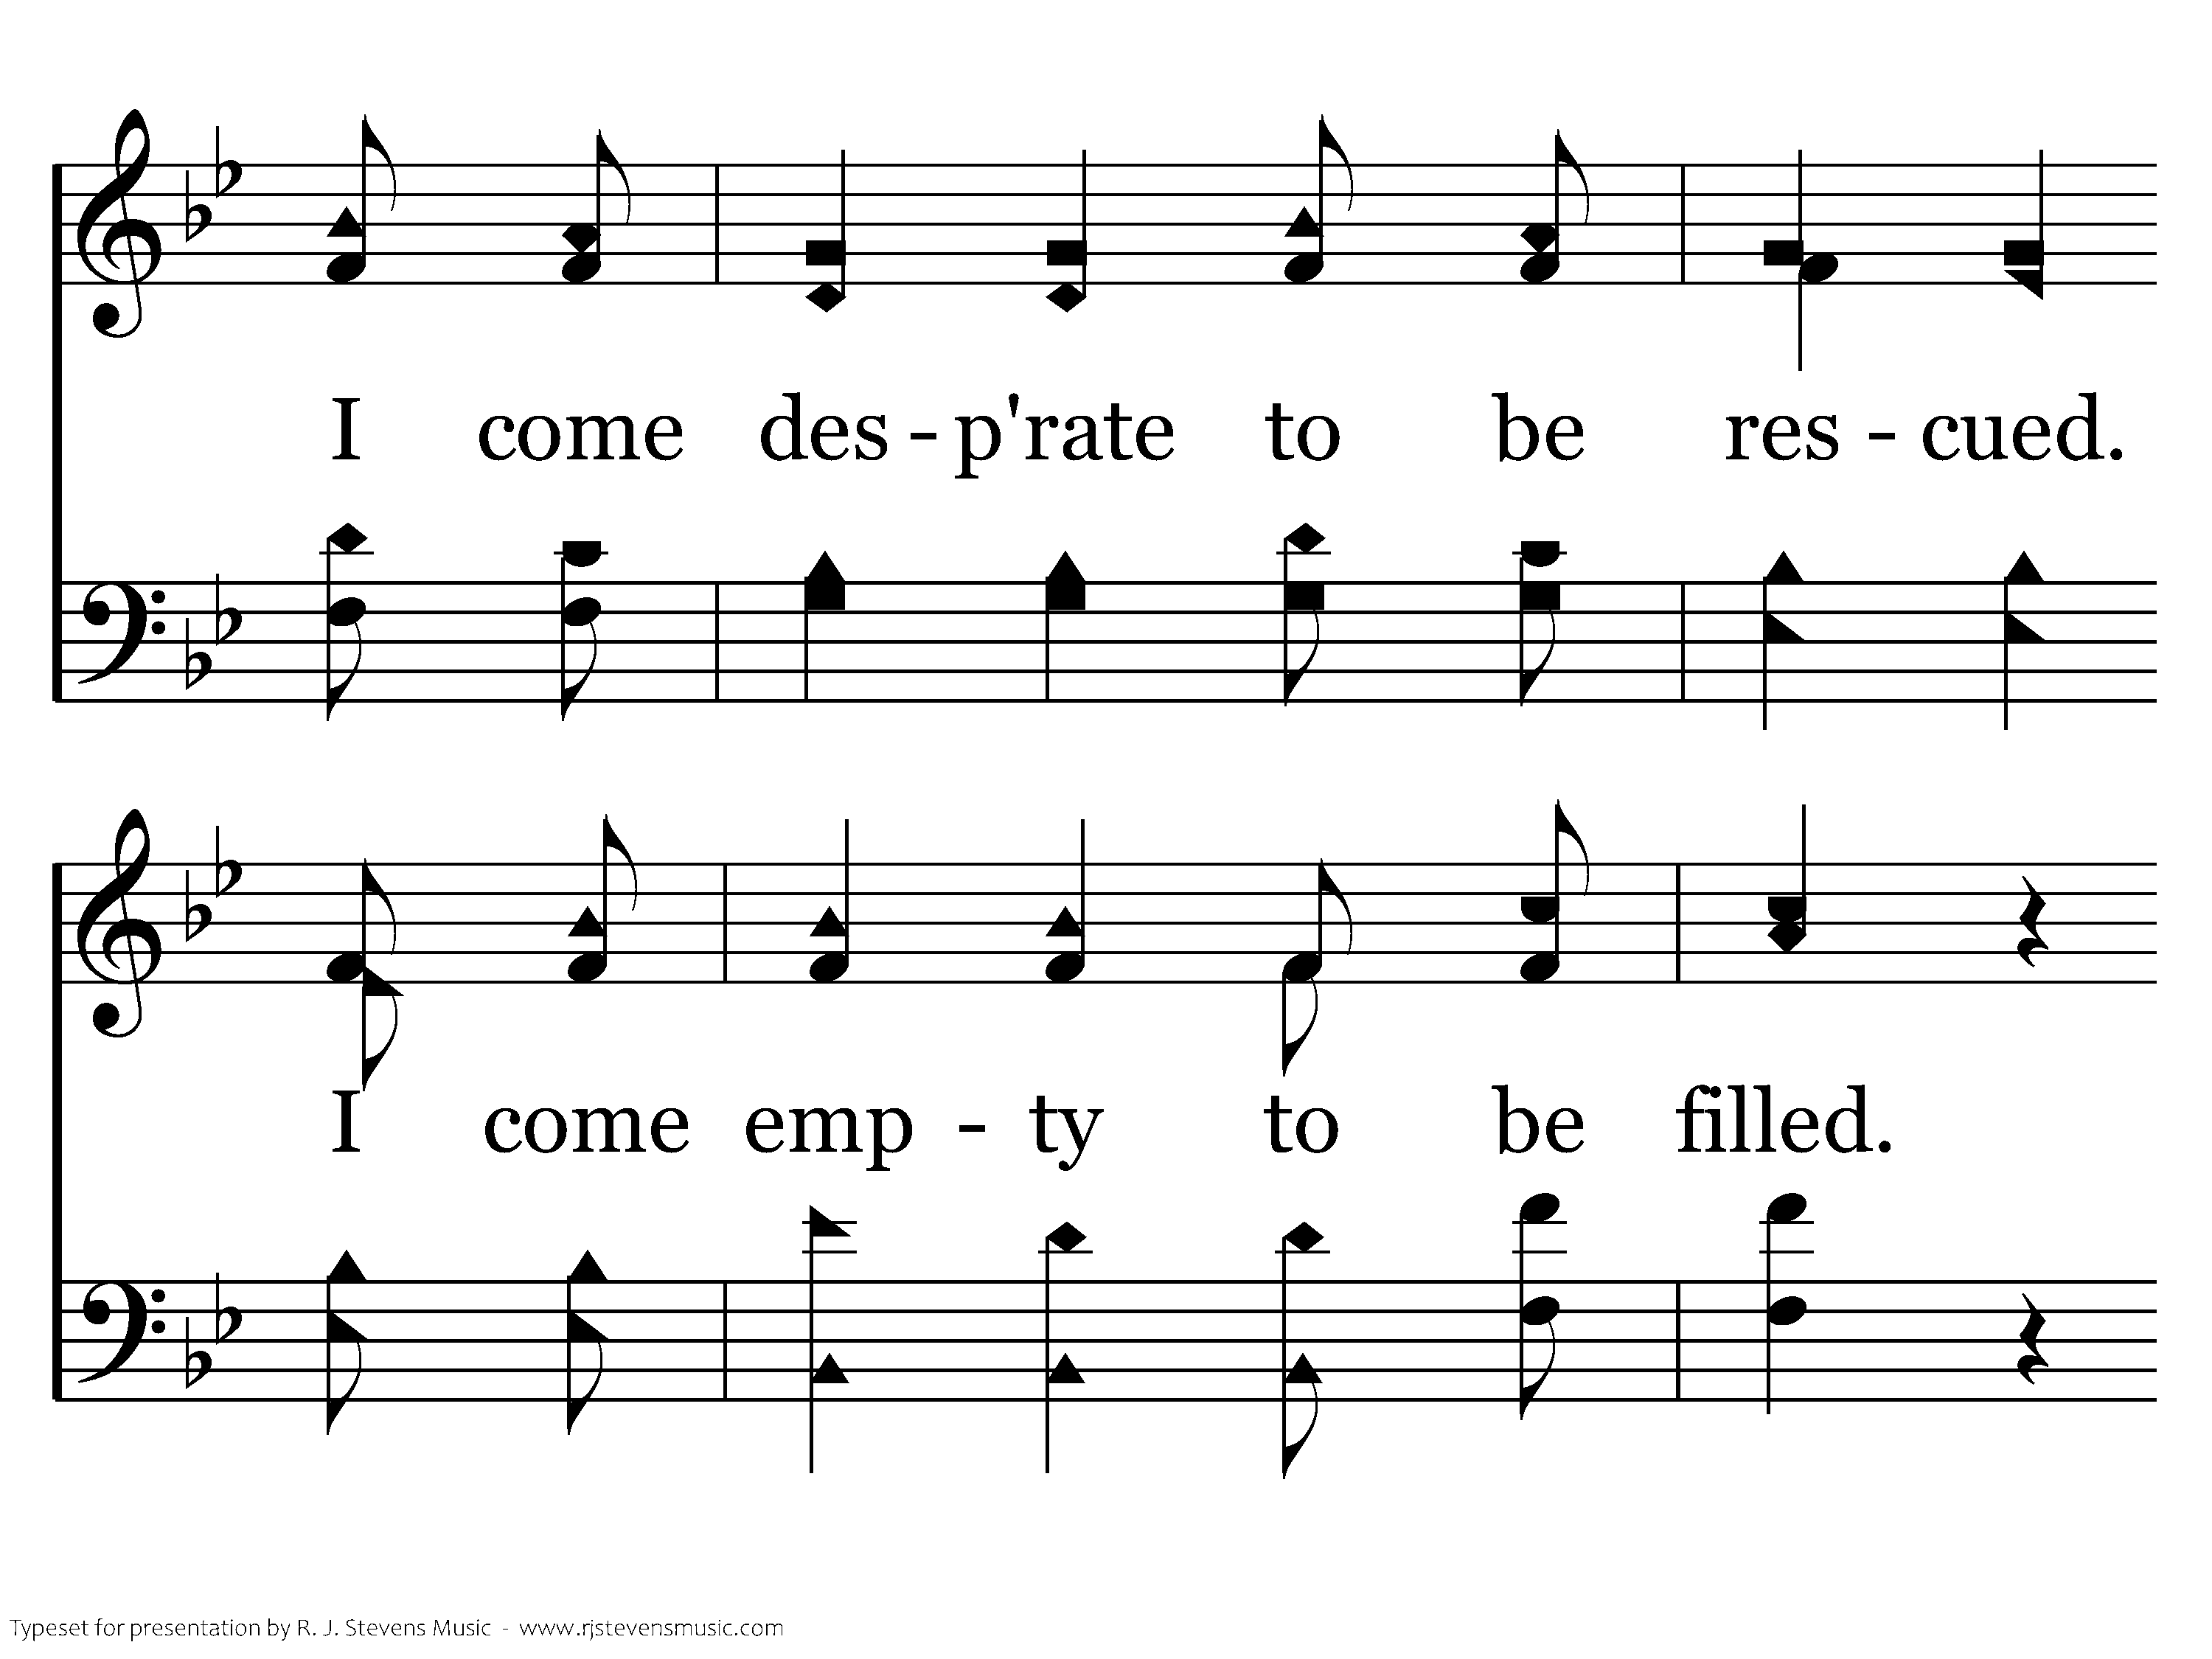 I come des - p'rate to be res - cued.
I come emp - ty to be filled.
Typeset for presentation by R. J. Stevens Music - www.rjstevensmusic.com